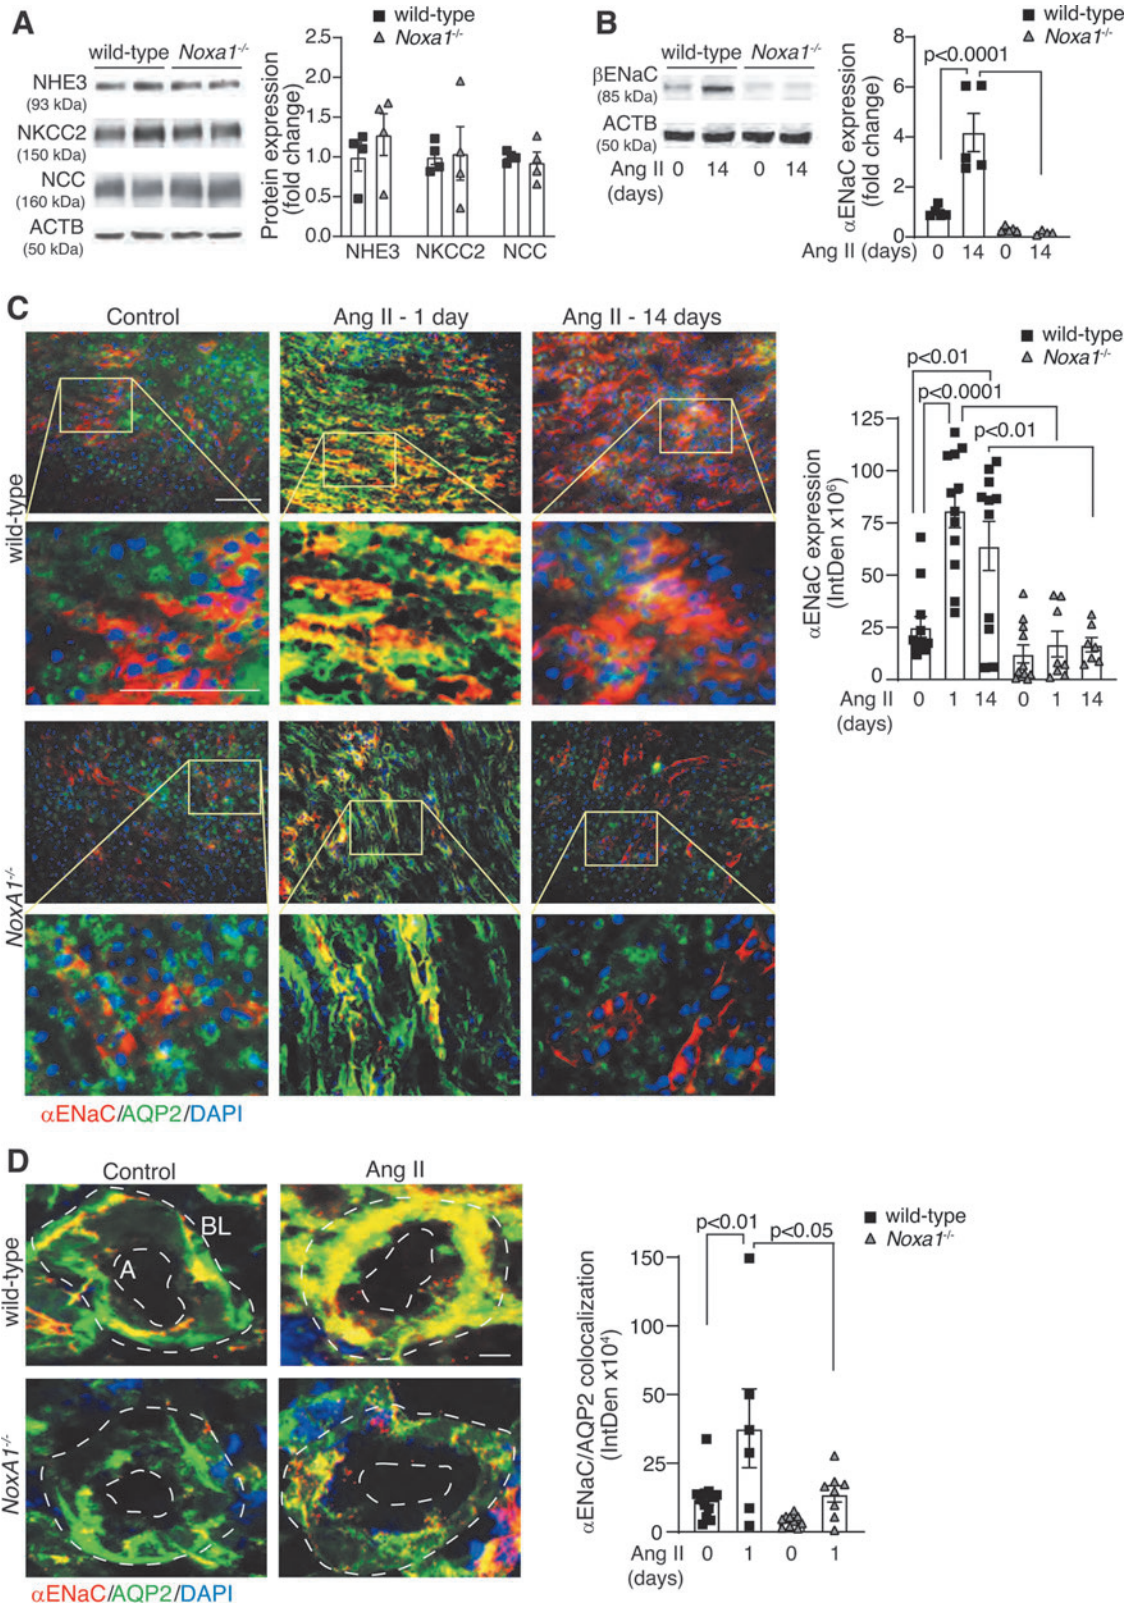 A
wild-type Noxa1-/-
NHE3
(93 kDa)
NKCC2
(150 kDa)
NCC
(160 kDa)
ACTB
(50 kDa)
wild-type
Noxa1-/-
Protein expression
(fold change)
2.5
2.0
1.5
1.0
0.5
0.0
NHE3 NKCC2 NCC
B
wild-type Noxa1-/-
βENaC
(85 kDa)
ACTB
(50 kDa)
Ang II 0 14 0 14
(days)
wild-type
Noxa1-/-
p<0.0001
αENaC expression
(fold change)
8
6
4
2
0
Ang II (days) 0 14 0 14
C
Control Ang II - 1 day Ang II - 14 days
wild-type
NoxA1-/-
αENaC/AQP2/DAPI
wild-type
Noxa1-/-
p<0.01
p<0.0001
p<0.01
αENaC expression
(IntDen x10⁶)
125
100
75
50
25
0
Ang II 0 1 14 0 1 14
(days)
D
Control Ang II
wild-type
BL
A
NoxA1-/-
αENaC/AQP2/DAPI
wild-type
Noxa1-/-
p<0.01
p<0.05
αENaC/AQP2 colocalization
(IntDen x10⁴)
150
100
50
25
0
Ang II 0 1 0 1
(days)